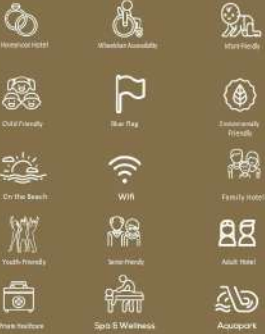 Honeymoon Hotel
Wheelchair Accessibility
Infant-friendly
Child Friendly
Blue Flag
Environmentally
Friendly
On the Beach
Wifi
Family Hotel
Youth-Friendly
Senior-friendly
Adult Hotel
Spa & Wellness
Aquapark